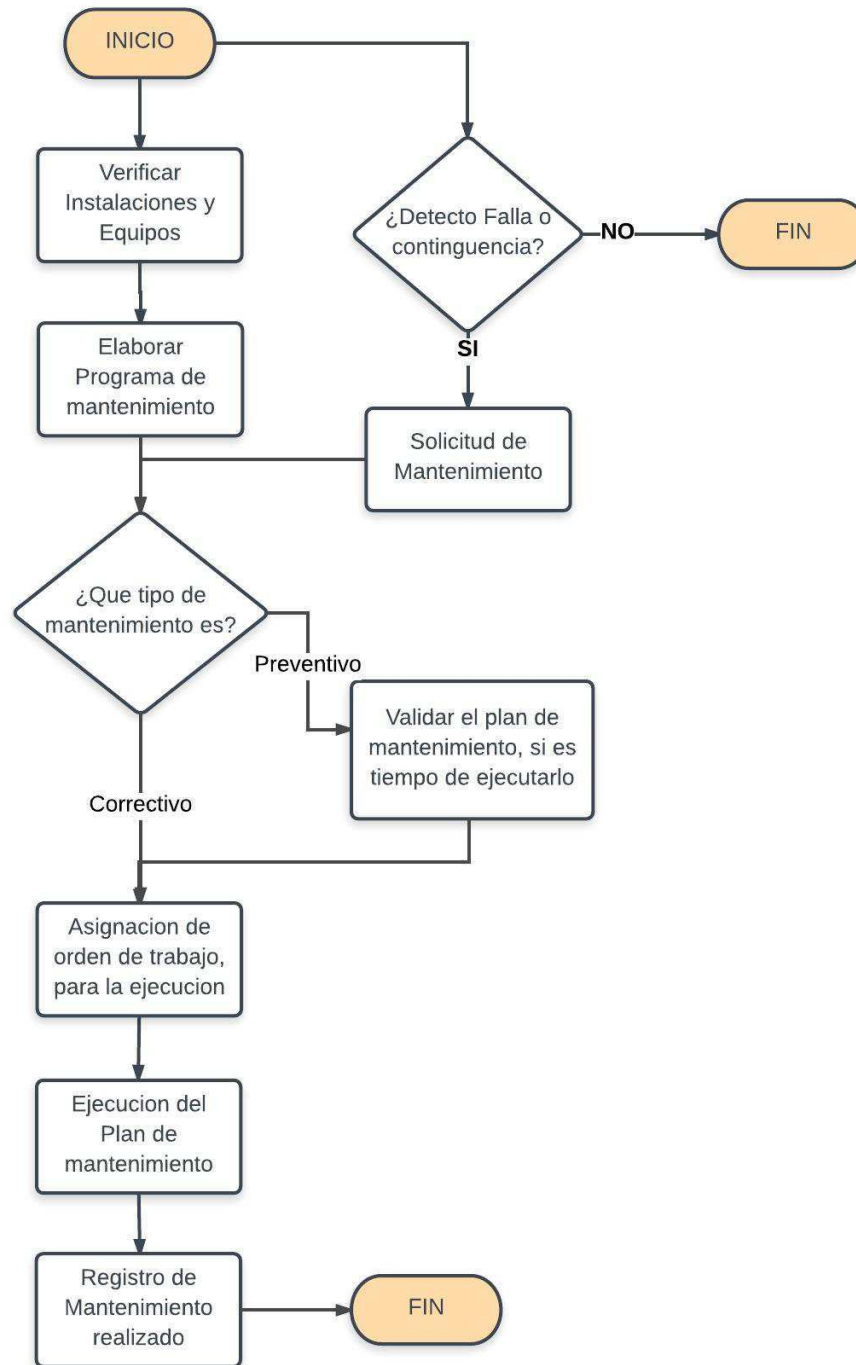 INICIO
Verificar
Instalaciones y
Equipos
¿Detecto Falla o
continguencia?
NO
FIN
SI
Elaborar
Programa de
mantenimiento
Solicitud de
Mantenimiento
¿Que tipo de
mantenimiento es?
Preventivo
Validar el plan de
mantenimiento, si es
tiempo de ejecutarlo
Correctivo
Asignacion de
orden de trabajo,
para la ejecucion
Ejecucion del
Plan de
mantenimiento
Registro de
Mantenimiento
realizado
FIN